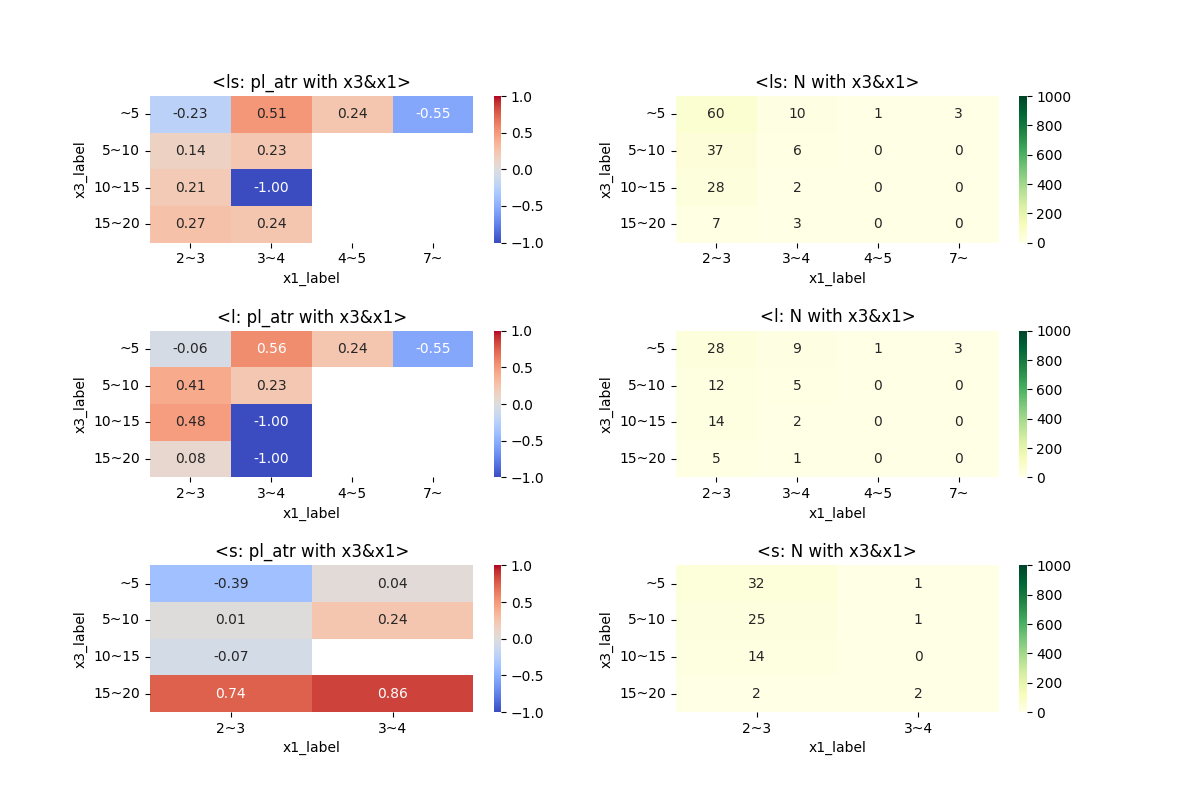 <ls: pl_atr with x3&x1>
x3_label
~5 -0.23 0.51 0.24 -0.55
5~10 0.14 0.23
10~15 0.21 -1.00
15~20 0.27 0.24
2~3 3~4 4~5 7~
x1_label
1.0
0.5
0.0
−0.5
−1.0
<ls: N with x3&x1>
x3_label
~5 60 10 1 3
5~10 37 6 0 0
10~15 28 2 0 0
15~20 7 3 0 0
2~3 3~4 4~5 7~
x1_label
1000
800
600
400
200
0
<l: pl_atr with x3&x1>
x3_label
~5 -0.06 0.56 0.24 -0.55
5~10 0.41 0.23
10~15 0.48 -1.00
15~20 0.08 -1.00
2~3 3~4 4~5 7~
x1_label
1.0
0.5
0.0
−0.5
−1.0
<l: N with x3&x1>
x3_label
~5 28 9 1 3
5~10 12 5 0 0
10~15 14 2 0 0
15~20 5 1 0 0
2~3 3~4 4~5 7~
x1_label
1000
800
600
400
200
0
<s: pl_atr with x3&x1>
x3_label
~5 -0.39 0.04
5~10 0.01 0.24
10~15 -0.07
15~20 0.74 0.86
2~3 3~4
x1_label
1.0
0.5
0.0
−0.5
−1.0
<s: N with x3&x1>
x3_label
~5 32 1
5~10 25 1
10~15 14 0
15~20 2 2
2~3 3~4
x1_label
1000
800
600
400
200
0